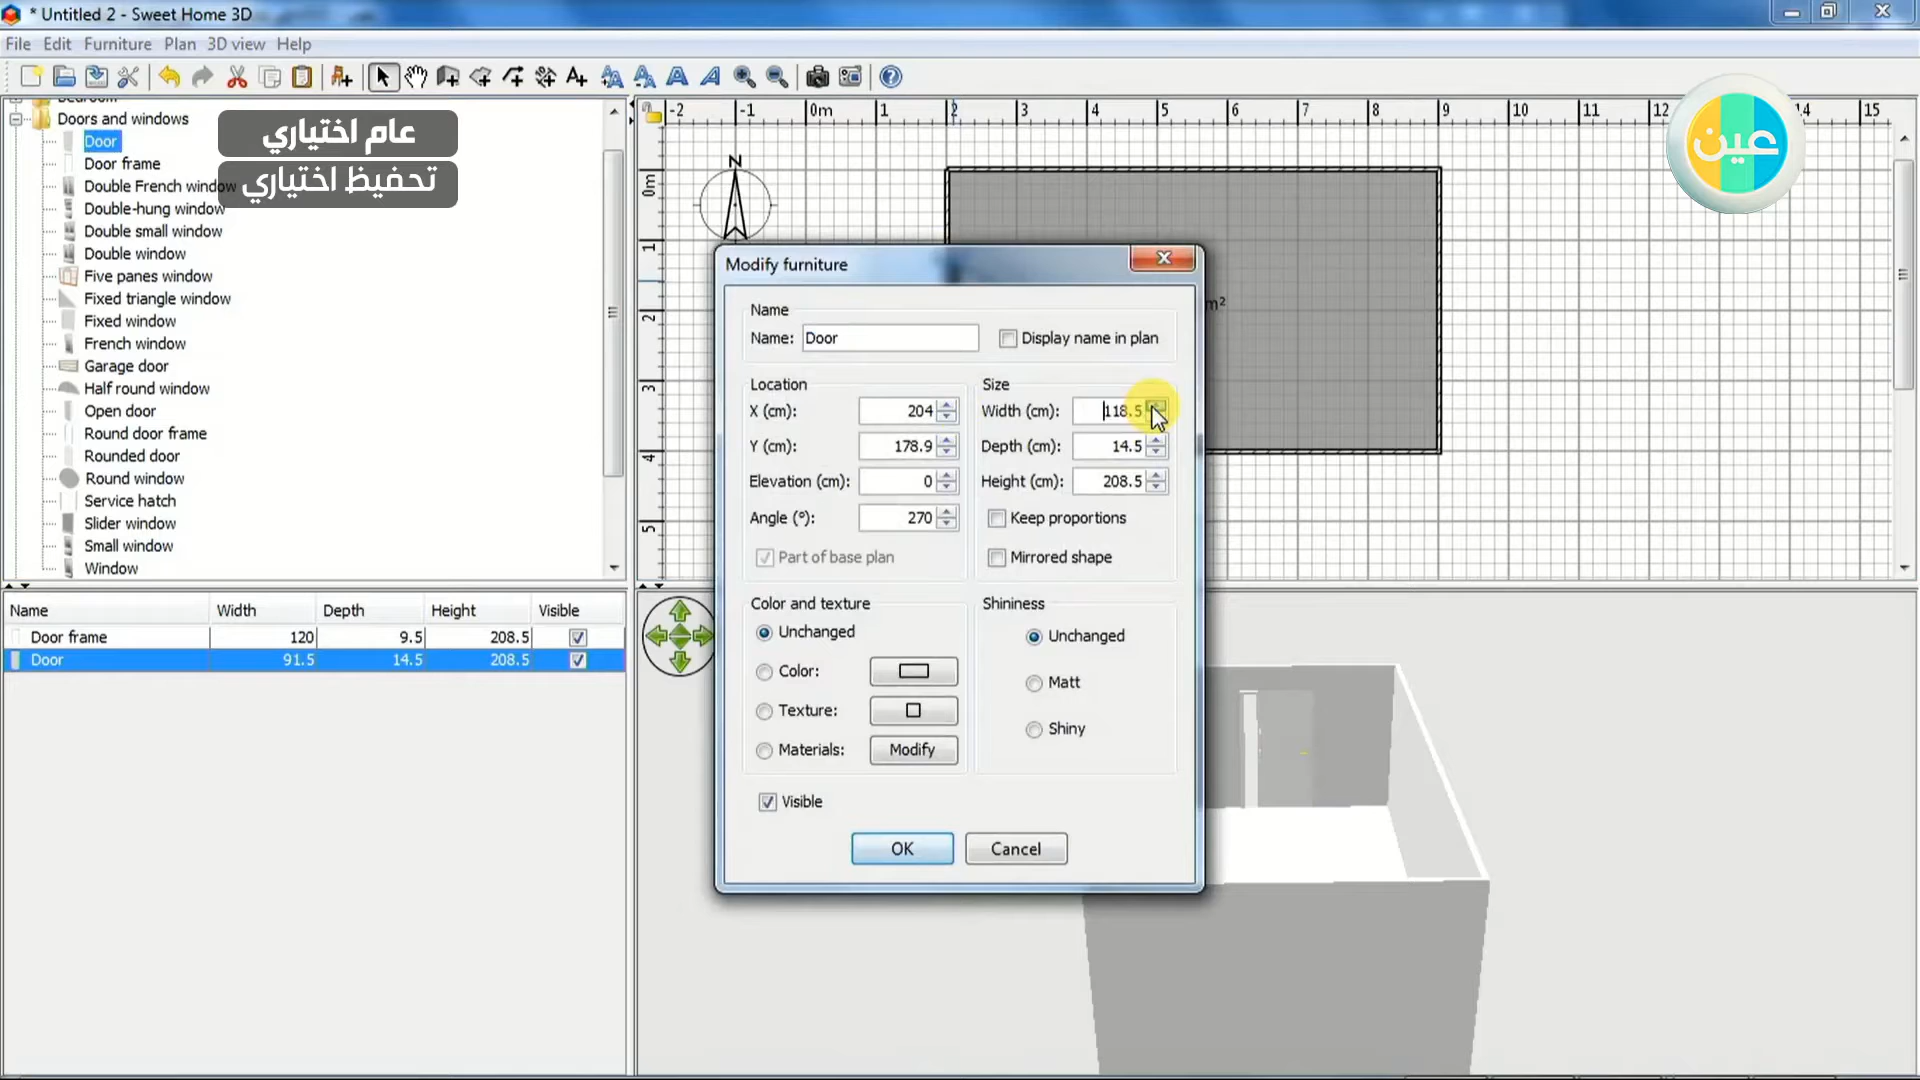 * Untitled 2 - Sweet Home 3D
File Edit Furniture Plan 3D view Help
Bedroom
Doors and windows
Door
Door frame
Double French window
Double-hung window
Double small window
Double window
Five panes window
Fixed triangle window
Fixed window
French window
Garage door
Half round window
Open door
Round door frame
Rounded door
Round window
Service hatch
Slider window
Small window
Window
عام اختياري
تحفيظ اختياري
-2 -1 0m 1 2 3 4 5 6 7 8 9 10 11 12 14 15
عين
N
0m
1
2
3
4
5
m²
Modify furniture
Name
Name: Door Display name in plan
Location Size
X (cm): 204 Width (cm): 118.5
Y (cm): 178.9 Depth (cm): 14.5
Elevation (cm): 0 Height (cm): 208.5
Angle (°): 270 Keep proportions
Part of base plan Mirrored shape
Color and texture Shininess
Unchanged Unchanged
Color: Matt
Texture: Shiny
Materials: Modify
Visible
OK Cancel
Name Width Depth Height Visible
Door frame 120 9.5 208.5
Door 91.5 14.5 208.5